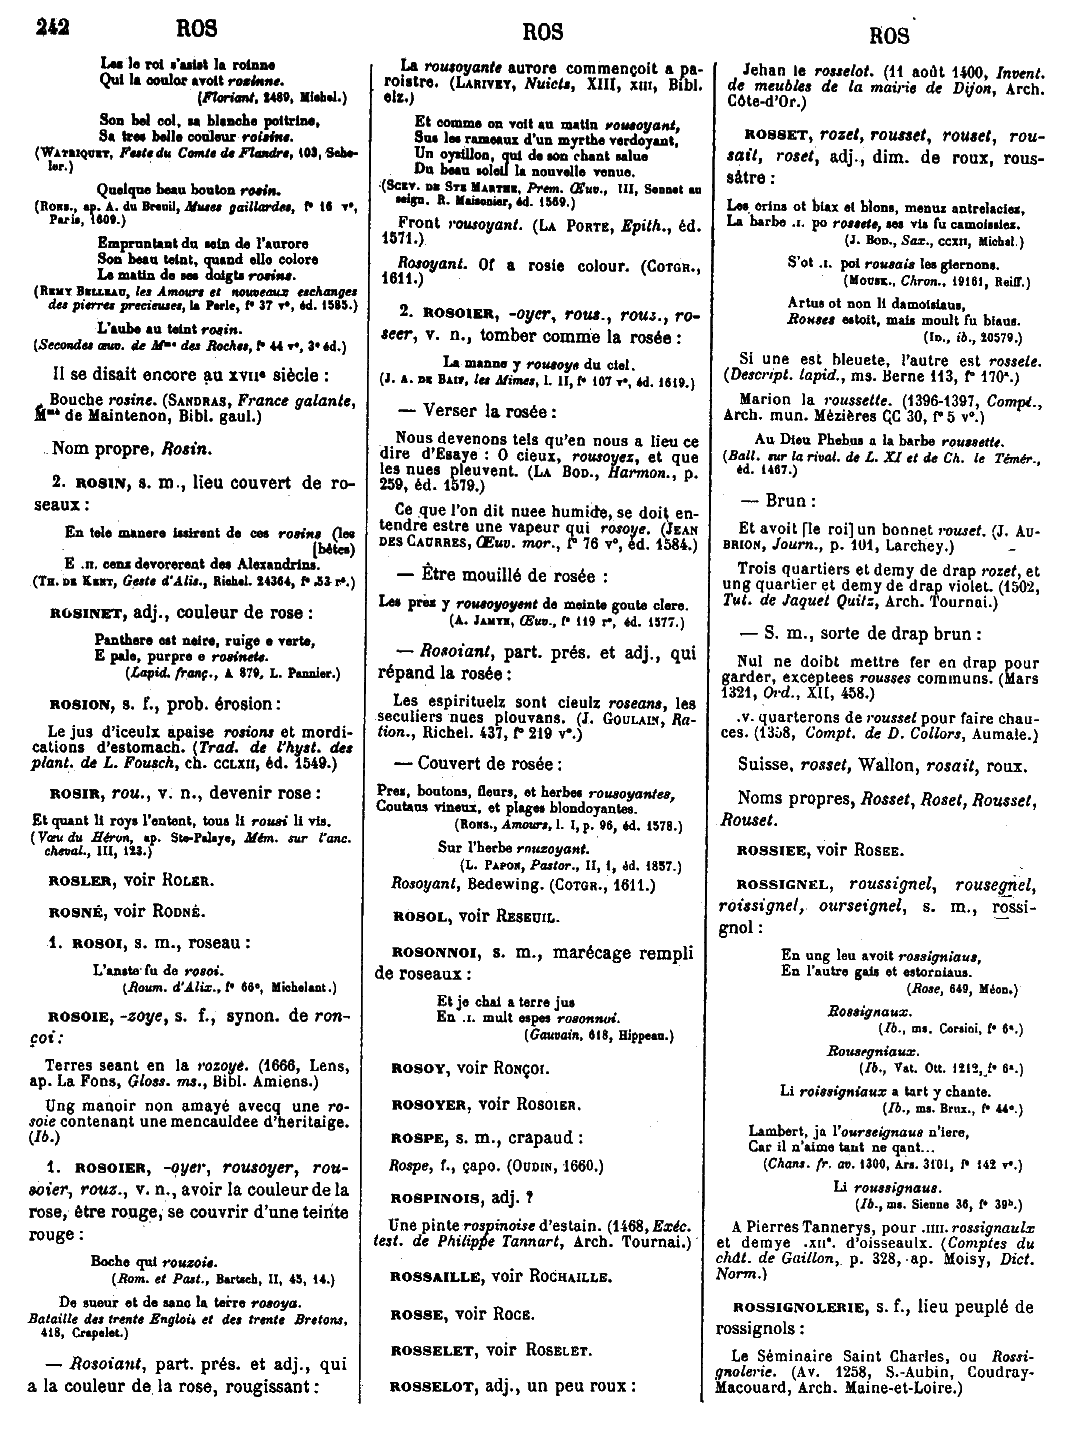 242 ROS
ROS
ROS
Les le roi s'asist la roinne
Qui la coulor avoit rosinne.
(Floriant, 2489, Michel.)
Son bel col, sa blanche poitrine,
Sa tres belle couleur roisine.
(WATRIQUET, Feste du Comte de Flandre, 103, Sche-
ler.)
Quelque beau bouton rosin.
(RONS., ap. A. du Breuil, Muses gaillardes, f° 16 v°,
Paris, 1609.)
Empruntant du sein de l'aurore
Son beau teint, quand elle colore
Le matin de ses doigts rosins.
(REMY BELLEAU, les Amours et nouveaux eschanges
des pierres precieuses, la Perle, f° 37 v°, éd. 1585.)
L'aube au teint rosin.
(Secondes œuv. de Mme des Roches, f° 44 v°, 3e éd.)
Il se disait encore au XVIIe siècle :
Bouche rosine. (SANDRAS, France galante,
Mme de Maintenon, Bibl. gaul.)
Nom propre, Rosin.
2. ROSIN, s. m., lieu couvert de ro-
seaux :
En tele manere issirent de ces rosins (les
[bêtes)
E .II. cens devorerent des Alexandrins.
(TH. DE KENT, Geste d'Alis., Richel. 24364, f° 53 r°.)
ROSINET, adj., couleur de rose :
Panthere est neire, ruige e verte,
E pale, purpre e rosinete.
(Lapid. franç., A 879, L. Pannier.)
ROSION, s. f., prob. érosion :
Le jus d'iceulx apaise rosions et mordi-
cations d'estomach. (Trad. de l'hyst. des
plant. de L. Fousch, ch. CCLXII, éd. 1549.)
ROSIR, rou., v. n., devenir rose :
Et quant li roys l'entent, tous li rousi li vis.
(Vœu du Héron, ap. Ste-Palaye, Mém. sur l'anc.
cheval., III, 123.)
ROSLER, voir ROLER.
ROSNÉ, voir RODNÉ.
1. ROSOI, s. m., roseau :
L'anste fu de rosoi.
(Roum. d'Alix., f° 66c, Michelant.)
ROSOIE, -zoye, s. f., synon. de ron-
çoi :
Terres seant en la rozoye. (1666, Lens,
ap. La Fons, Gloss. ms., Bibl. Amiens.)
Ung manoir non amayé avecq une ro-
soie contenant une mencauldee d'heritaige.
(Ib.)
1. ROSOIER, -oyer, rousoyer, rou-
soier, rouz., v. n., avoir la couleur de la
rose, être rouge, se couvrir d'une teinte
rouge :
Boche qui rouzoie.
(Rom. et Past., Bartsch, II, 45, 14.)
De sueur et de sanc la terre rosoya.
Bataille des trente Englois et des trente Bretons,
418, Crapelet.)
— Rosoiant, part. prés. et adj., qui
a la couleur de la rose, rougissant :
La rousoyante aurore commençoit a pa-
roistre. (LARIVEY, Nuicts, XIII, XIII, Bibl.
elz.)
Et comme on voit au matin rousoyant,
Sus les rameaux d'un myrthe verdoyant,
Un oysillon, qui de son chant salue
Du beau soleil la nouvelle venue.
(SCEV. DE STE MARTHE, Prem. Œuv., III, Sonnet au
seign. R. Maisonier, éd. 1569.)
Front rousoyant. (LA PORTE, Epith., éd.
1571.)
Rosoyant. Of a rosie colour. (COTGR.,
1611.)
2. ROSOIER, -oyer, rous., rouz., ro-
seer, v. n., tomber comme la rosée :
La manne y rousoye du ciel.
(J. A. DE BAIF, les Mimes, l. II, f° 107 v°, éd. 1619.)
— Verser la rosée :
Nous devenons tels qu'en nous a lieu ce
dire d'Esaye : O cieux, rousoyez, et que
les nues pleuvent. (LA BOD., Harmon., p.
259, éd. 1579.)
Ce que l'on dit nuee humide, se doit en-
tendre estre une vapeur qui rosoye. (JEAN
DES CAURRES, Œuv. mor., f° 76 v°, éd. 1584.)
— Être mouillé de rosée :
Les prez y rousoyoyent de meinte goute clere.
(A. JAMYN, Œuv., f° 119 r°, éd. 1577.)
— Rosoiant, part. prés. et adj., qui
répand la rosée :
Les espirituelz sont cieulz roseans, les
seculiers nues plouvans. (J. GOULAIN, Ra-
tion., Richel. 437, f° 219 v°.)
— Couvert de rosée :
Prez, boutons, fleurs, et herbes rousoyantes,
Coutaus vineux, et plages blondoyantes.
(RONS., Amours, l. I, p. 96, éd. 1578.)
Sur l'herbe rouzoyant.
(L. PAPON, Pastor., II, 1, éd. 1857.)
Rosoyant, Bedewing. (COTGR., 1611.)
ROSOL, voir RESEUIL.
ROSONNOI, s. m., marécage rempli
de roseaux :
Et je chai a terre jus
En .I. mult espes rosonnoi.
(Gauvain, 618, Hippeau.)
ROSOY, voir RONÇOI.
ROSOYER, voir ROSOIER.
ROSPE, s. m., crapaud :
Rospe, f., çapo. (OUDIN, 1660.)
ROSPINOIS, adj. ?
Une pinte rospinoise d'estain. (1468, Exéc.
test. de Philippe Tannart, Arch. Tournai.)
ROSSAILLE, voir ROCHAILLE.
ROSSE, voir ROCE.
ROSSELET, voir ROSELET.
ROSSELOT, adj., un peu roux :
Jehan le rosselot. (11 août 1400, Invent.
de meubles de la mairie de Dijon, Arch.
Côte-d'Or.)
ROSSET, rozet, rousset, rouset, rou-
sait, roset, adj., dim. de roux, rous-
sâtre :
Les crins ot biax et blons, menuz antrelaciez,
La barbe .I. po rossete, ses vis fu camoissiez.
(J. BOD., Sax., CCXII, Michel.)
S'ot .I. poi rousais les giernons.
(MOUSK., Chron., 19161, Reiff.)
Artus ot non li damoisiaus,
Rouses estoit, mais moult fu biaus.
(ID., ib., 20579.)
Si une est bleuete, l'autre est rossete.
(Descript. lapid., ms. Berne 113, f° 170a.)
Marion la roussette. (1396-1397, Compt.,
Arch. mun. Mézières CC 30, f° 5 v°.)
Au Dieu Phebus a la barbe roussette.
(Ball. sur la rival. de L. XI et de Ch. le Témér.,
éd. 1467.)
— Brun :
Et avoit [le roi] un bonnet rouset. (J. AU-
BRION, Journ., p. 101, Larchey.)
Trois quartiers et demy de drap rozet, et
ung quartier et demy de drap violet. (1502,
Tut. de Jaquet Quitz, Arch. Tournai.)
— S. m., sorte de drap brun :
Nul ne doibt mettre fer en drap pour
garder, exceptees rousses communs. (Mars
1321, Ord., XII, 458.)
.v. quarterons de roussel pour faire chau-
ces. (1358, Compt. de D. Collors, Aumale.)
Suisse, rosset, Wallon, rosait, roux.
Noms propres, Rosset, Roset, Rousset,
Rouset.
ROSSIEE, voir ROSEE.
ROSSIGNEL, roussignel, rousegnel,
roissignel, ourseignel, s. m., rossi-
gnol :
En ung leu avoit rossigniaus,
En l'autre gais et estorniaus.
(Rose, 649, Méon.)
Rossignaux.
(Ib., ms. Corsini, f° 6a.)
Rousegniaux.
(Ib., Vat. Ott. 1212, f° 6a.)
Li roissigniaux a tart y chante.
(Ib., ms. Brux., f° 44a.)
Lambert, ja l'ourseignaus n'iere,
Car il n'aime tant ne qant...
(Chans. fr. av. 1300, Ars. 3101, f° 142 v°.)
Li roussignaus.
(Ib., ms. Sienne 36, f° 39b.)
A Pierres Tannerys, pour .IIII. rossignaulx
et demye .XIIe. d'oisseaulx. (Comptes du
chât. de Gaillon, p. 328, ap. Moisy, Dict.
Norm.)
ROSSIGNOLERIE, s. f., lieu peuplé de
rossignols :
Le Séminaire Saint Charles, ou Rossi-
gnolerie. (Av. 1258, S.-Aubin, Coudray-
Macouard, Arch. Maine-et-Loire.)